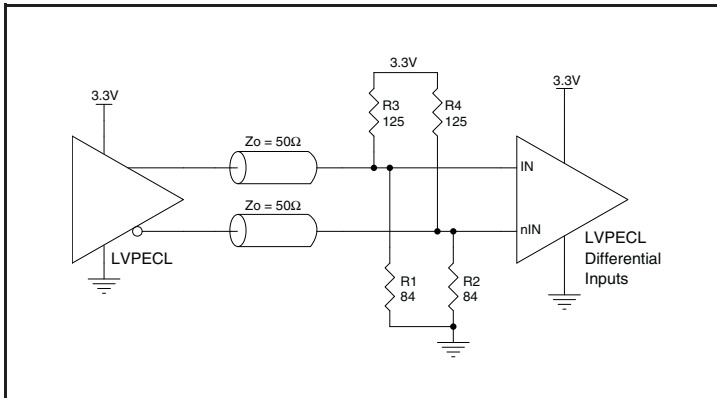 3.3V
3.3V
3.3V
R3
125
R4
125
Zo = 50Ω
IN
Zo = 50Ω
nIN
LVPECL
LVPECL
Differential
Inputs
R1
84
R2
84